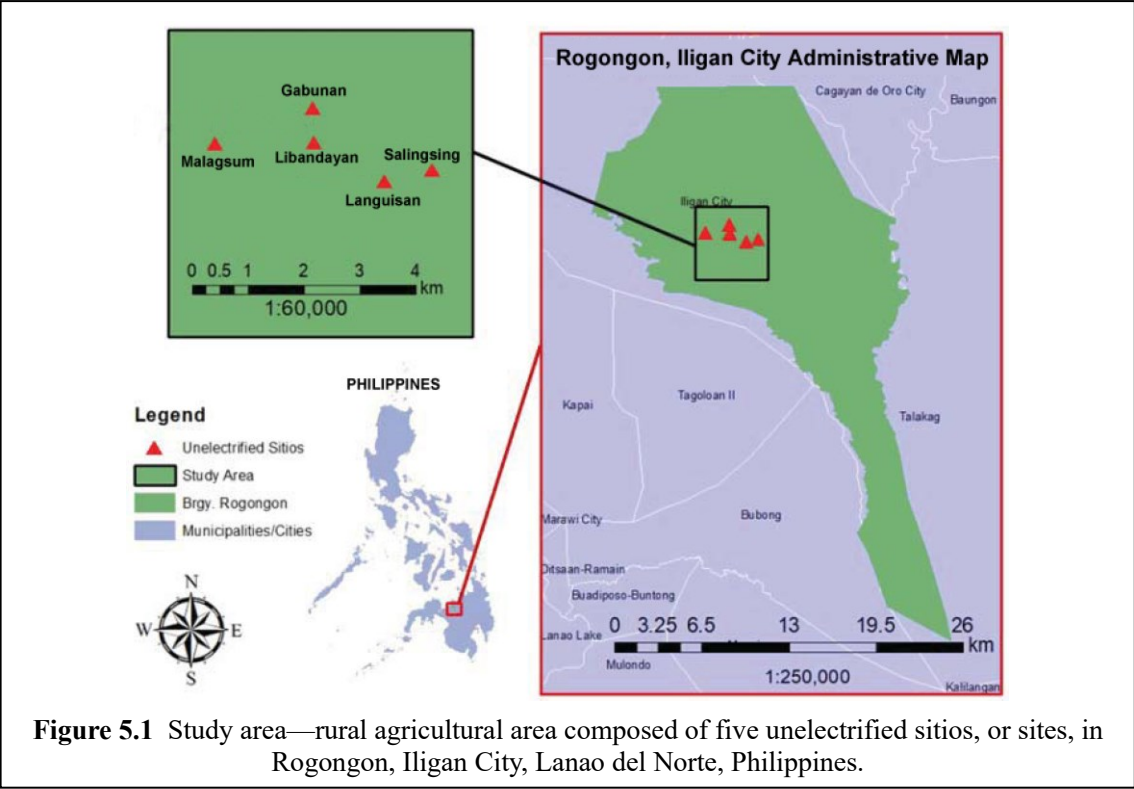 Gabunan
Malagsum
Libandayan
Salingsing
Languisan
0 0.5 1 2 3 4
km
1:60,000
PHILIPPINES
Legend
Unelectrified Sitios
Study Area
Brgy. Rogongon
Municipalities/Cities
N
W E
S
Rogongon, Iligan City Administrative Map
Cagayan de Oro City
Baungon
Iligan City
Kapai
Tagoloan II
Talakag
Marawi City
Bubong
Ditsaan-Ramain
Buadiposo-Buntong
Lanao Lake
Mulondo
0 3.25 6.5 13 19.5 26
km
1:250,000
Kalilangan
Figure 5.1 Study area—rural agricultural area composed of five unelectrified sitios, or sites, in
Rogongon, Iligan City, Lanao del Norte, Philippines.